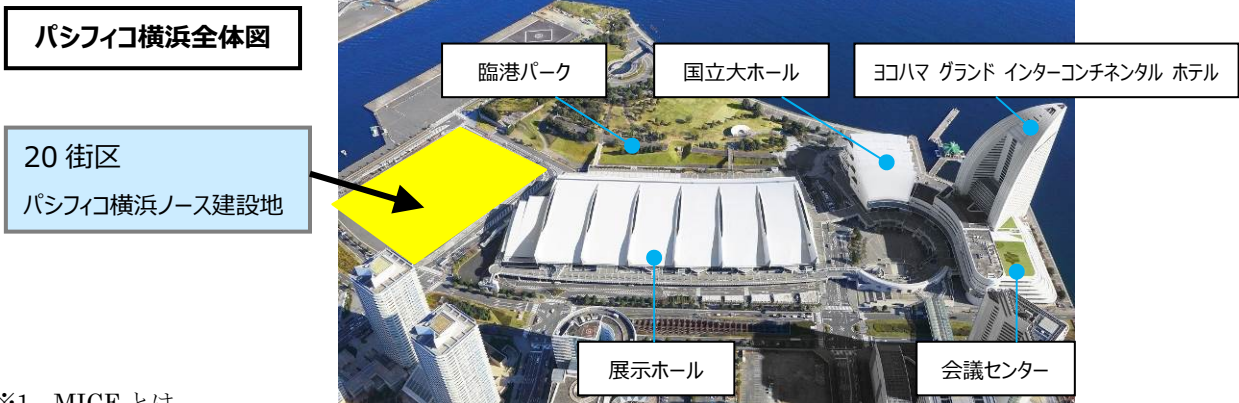 パシフィコ横浜全体図
臨港パーク
国立大ホール
ヨコハマ グランド インターコンチネンタル ホテル
20 街区
パシフィコ横浜ノース建設地
展示ホール
会議センター
※1 MICE とは